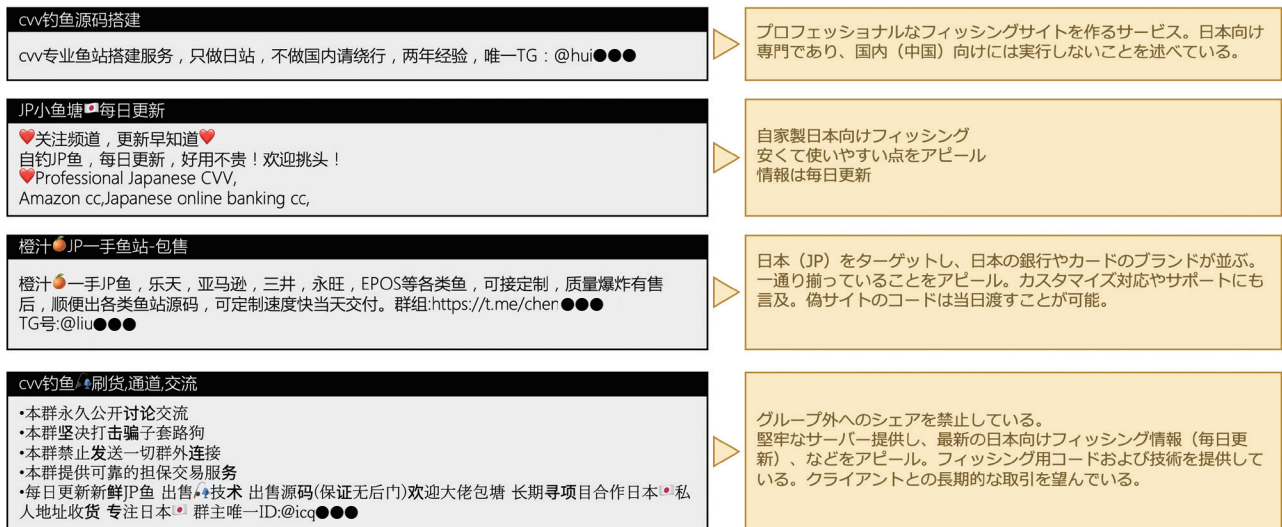 cvv钓鱼源码搭建
cvv专业鱼站搭建服务，只做日站，不做国内请绕行，两年经验，唯一TG：@hui●●●
プロフェッショナルなフィッシングサイトを作るサービス。日本向け
専門であり、国内（中国）向けには実行しないことを述べている。
JP小鱼塘🇯🇵每日更新
❤️关注频道，更新早知道❤️
自钓JP鱼，每日更新，好用不贵！欢迎挑头！
❤️Professional Japanese CVV,
Amazon cc,Japanese online banking cc,
自家製日本向けフィッシング
安くて使いやすい点をアピール
情報は毎日更新
橙汁🍊JP一手鱼站-包售
橙汁🍊一手JP鱼，乐天，亚马逊，三井，永旺，EPOS等各类鱼，可接定制，质量爆炸有售
后，顺便出各类鱼站源码，可定制速度快当天交付。群组:https://t.me/chen●●●
TG号:@liu●●●
日本（JP）をターゲットし、日本の銀行やカードのブランドが並ぶ。
一通り揃っていることをアピール。カスタマイズ対応やサポートにも
言及。偽サイトのコードは当日渡すことが可能。
cvv钓鱼🎣刷货,通道,交流
•本群永久公开讨论交流
•本群坚决打击骗子套路狗
•本群禁止发送一切群外连接
•本群提供可靠的担保交易服务
•每日更新新鲜JP鱼 出售🎣技术 出售源码(保证无后门)欢迎大佬包塘 长期寻项目合作日本🇯🇵私
人地址收货 专注日本🇯🇵 群主唯一ID:@icq●●●
グループ外へのシェアを禁止している。
堅牢なサーバー提供し、最新の日本向けフィッシング情報（毎日更
新）、などをアピール。フィッシング用コードおよび技術を提供して
いる。クライアントとの長期的な取引を望んでいる。